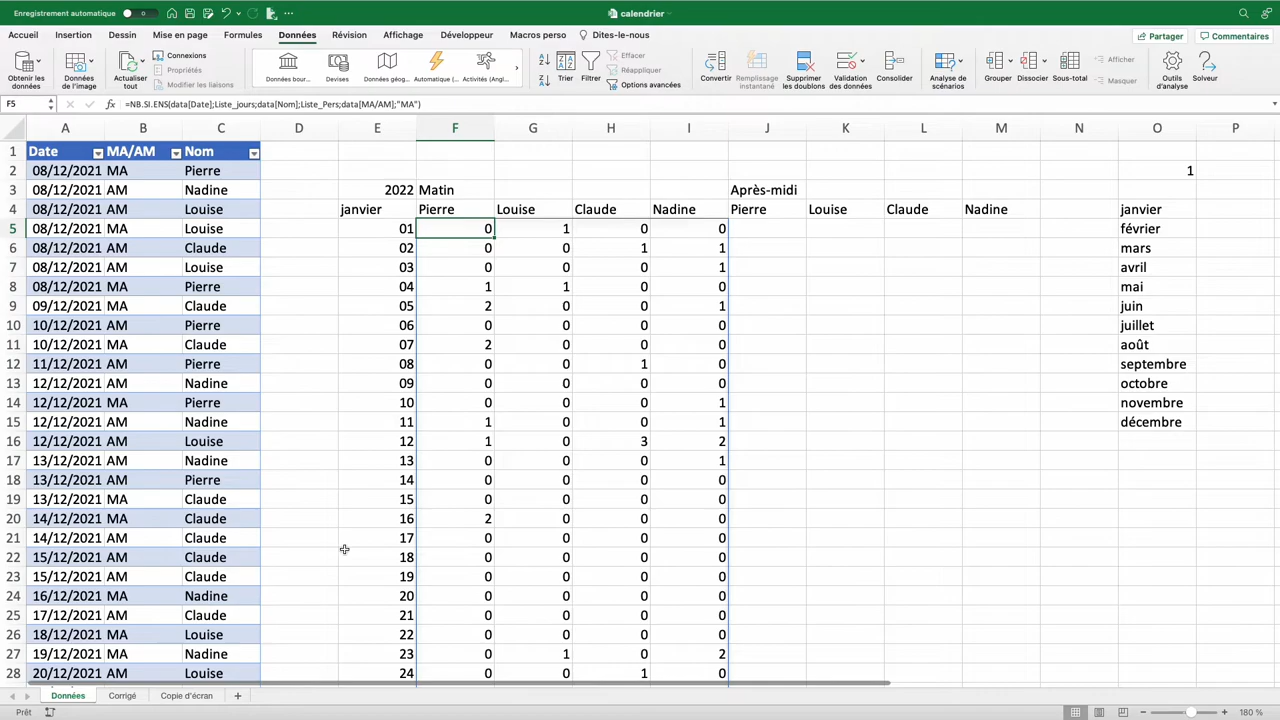 Enregistrement automatique 0 calendrier
Accueil Insertion Dessin Mise en page Formules Données Révision Affichage Développeur Macros perso Dites-le-nous Partager Commentaires
Connexions
Propriétés
Modifier les liaisons
Effacer
Réappliquer
Options avancées
Afficher
Masquer
Obtenir les données
Données de l'image
Actualiser tout
Données bour...
Devises
Données géog...
Automatique (...
Activités (Angl...
Trier
Filtrer
Convertir
Remplissage instantané
Supprimer les doublons
Validation des données
Consolider
Analyse de scénarios
Grouper
Dissocier
Sous-total
Outils d'analyse
Solveur
F5 fx =NB.SI.ENS(data[Date];Liste_jours;data[Nom];Liste_Pers;data[MA/AM];"MA")
A B C D E F G H I J K L M N O P
1 Date MA/AM Nom
2 08/12/2021 MA Pierre 1
3 08/12/2021 AM Nadine 2022 Matin Après-midi
4 08/12/2021 AM Louise janvier Pierre Louise Claude Nadine Pierre Louise Claude Nadine janvier
5 08/12/2021 MA Louise 01 0 1 0 0 février
6 08/12/2021 AM Claude 02 0 0 1 1 mars
7 08/12/2021 AM Louise 03 0 0 0 1 avril
8 08/12/2021 MA Pierre 04 1 1 0 0 mai
9 09/12/2021 MA Claude 05 2 0 0 1 juin
10 10/12/2021 AM Pierre 06 0 0 0 0 juillet
11 10/12/2021 MA Claude 07 2 0 0 0 août
12 11/12/2021 AM Pierre 08 0 0 1 0 septembre
13 12/12/2021 AM Nadine 09 0 0 0 0 octobre
14 12/12/2021 MA Pierre 10 0 0 0 1 novembre
15 12/12/2021 AM Nadine 11 1 0 0 1 décembre
16 12/12/2021 AM Louise 12 1 0 3 2
17 13/12/2021 AM Nadine 13 0 0 0 1
18 13/12/2021 AM Pierre 14 0 0 0 0
19 13/12/2021 MA Claude 15 0 0 0 0
20 14/12/2021 MA Claude 16 2 0 0 0
21 14/12/2021 AM Claude 17 0 0 0 0
22 15/12/2021 AM Claude 18 0 0 0 0
23 15/12/2021 AM Claude 19 0 0 0 0
24 16/12/2021 MA Nadine 20 0 0 0 0
25 17/12/2021 AM Claude 21 0 0 0 0
26 18/12/2021 MA Louise 22 0 0 0 0
27 19/12/2021 MA Nadine 23 0 1 0 2
28 20/12/2021 AM Louise 24 0 0 1 0
Données Corrigé Copie d'écran +
Prêt 180 %